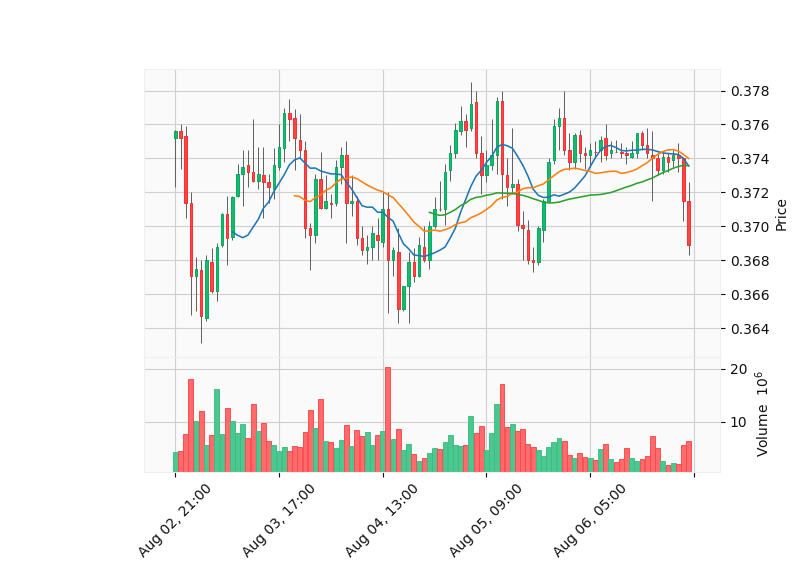 0.378
0.376
0.374
0.372
0.370
0.368
0.366
0.364
Price
20
10
Volume 10⁶
Aug 02, 21:00
Aug 03, 17:00
Aug 04, 13:00
Aug 05, 09:00
Aug 06, 05:00